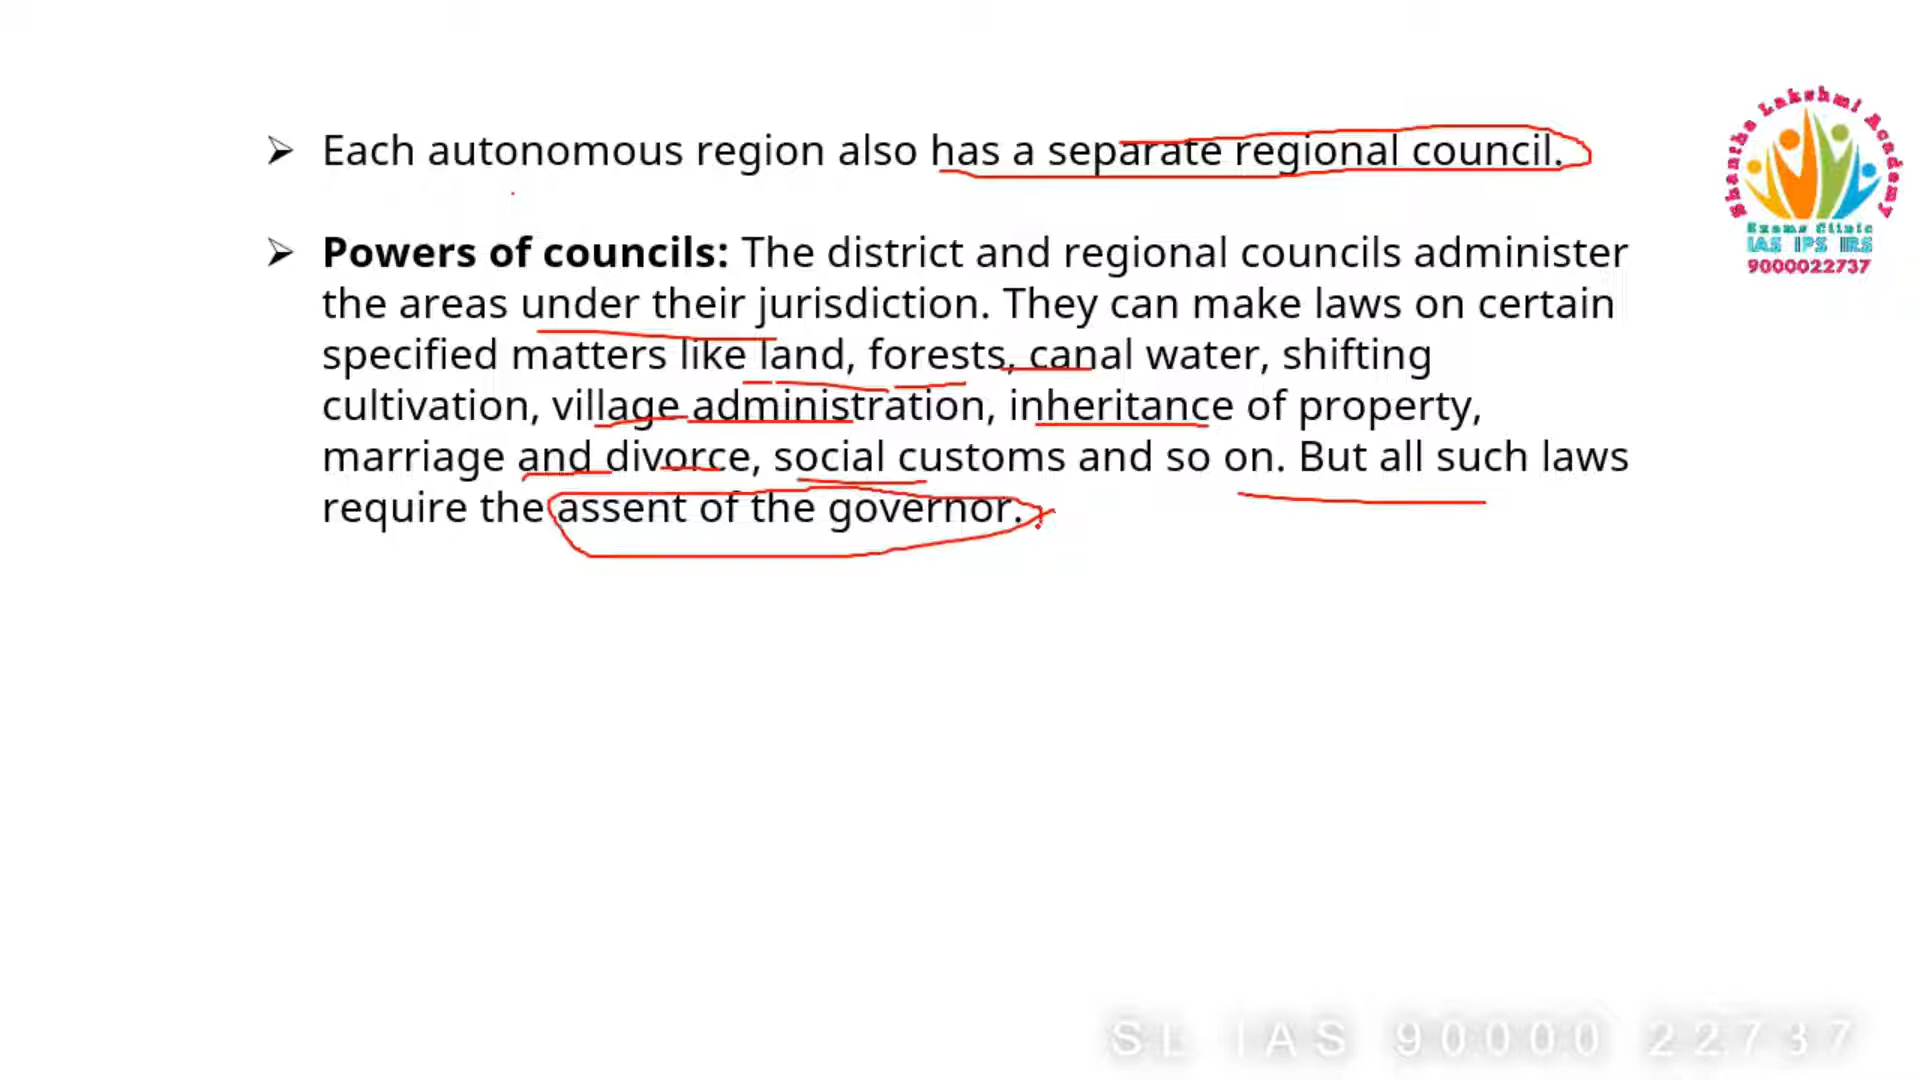 ➢ Each autonomous region also has a separate regional council.
➢ Powers of councils: The district and regional councils administer
the areas under their jurisdiction. They can make laws on certain
specified matters like land, forests, canal water, shifting
cultivation, village administration, inheritance of property,
marriage and divorce, social customs and so on. But all such laws
require the assent of the governor.
Shantha Lakshmi Academy
Exams Clinic
IAS IPS IRS
9000022737
SL IAS 90000 22737